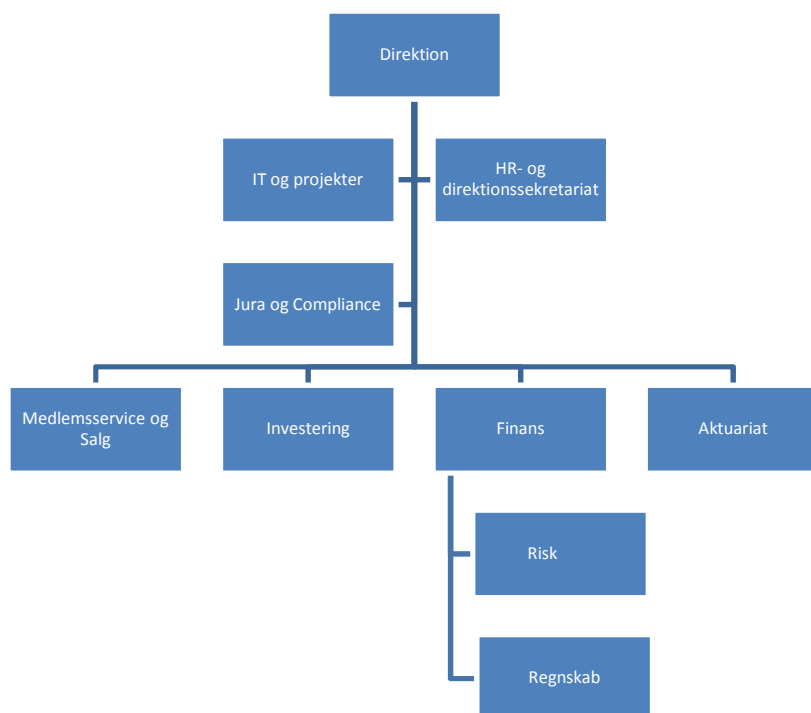 Direktion
IT og projekter
HR- og
direktionssekretariat
Jura og Compliance
Medlemsservice og
Salg
Investering
Finans
Aktuariat
Risk
Regnskab